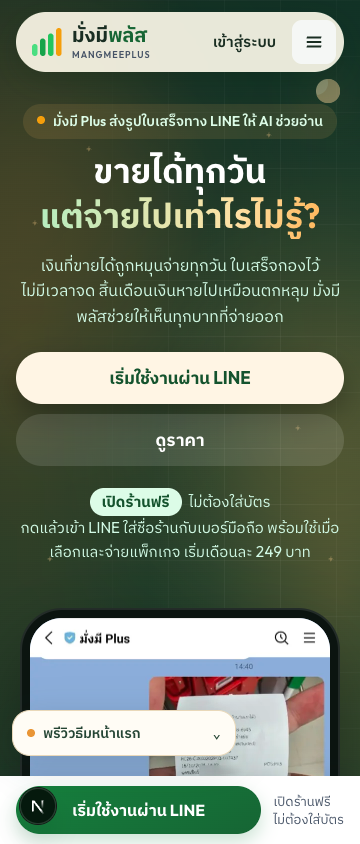 มั่งมีพลัส
MANGMEEPLUS
เข้าสู่ระบบ
มั่งมี Plus ส่งรูปใบเสร็จทาง LINE ให้ AI ช่วยอ่าน
ขายได้ทุกวัน
แต่จ่ายไปเท่าไรไม่รู้?
เงินที่ขายได้ถูกหมุนจ่ายทุกวัน ใบเสร็จกองไว้
ไม่มีเวลาจด สิ้นเดือนเงินหายไปเหมือนตกหลุม มั่งมี
พลัสช่วยให้เห็นทุกบาทที่จ่ายออก
เริ่มใช้งานผ่าน LINE
ดูราคา
เปิดร้านฟรี ไม่ต้องใส่บัตร
กดแล้วเข้า LINE ใส่ชื่อร้านกับเบอร์มือถือ พร้อมใช้เมื่อ
เลือกและจ่ายแพ็กเกจ เริ่มเดือนละ 249 บาท
มั่งมี Plus
14:40
พรีวิวธีมหน้าแรก
N
เริ่มใช้งานผ่าน LINE
เปิดร้านฟรี
ไม่ต้องใส่บัตร